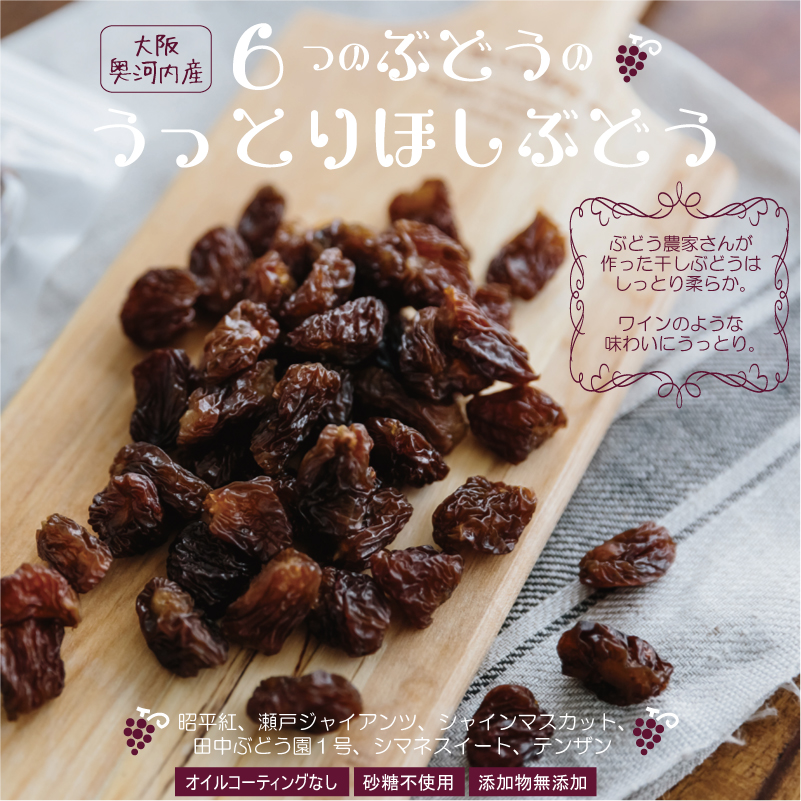 大阪
奥河内産
6つのぶどうの
うっとりほしぶどう
ぶどう農家さんが
作った干しぶどうは
しっとり柔らか。
ワインのような
味わいにうっとり。
昭平紅、瀬戸ジャイアンツ、シャインマスカット、
田中ぶどう園1号、シマネスイート、テンザン
オイルコーティングなし 砂糖不使用 添加物無添加